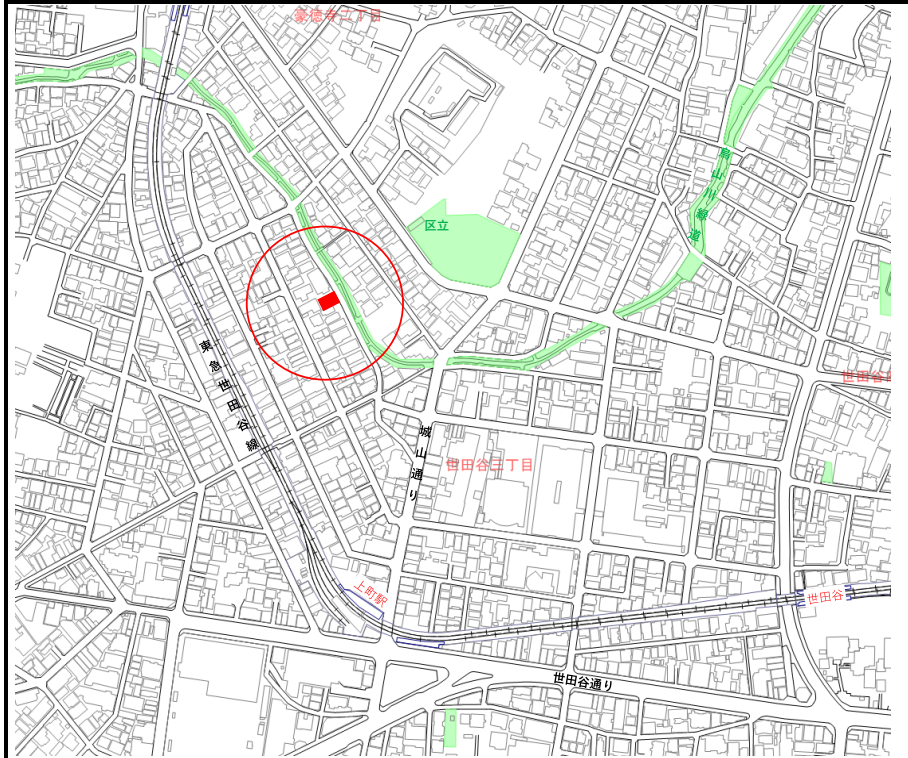 豪徳寺二丁目
烏山川緑道
区立
東急世田谷線
世田谷四
城山通り
世田谷三丁目
上町駅
世田谷
世田谷通り